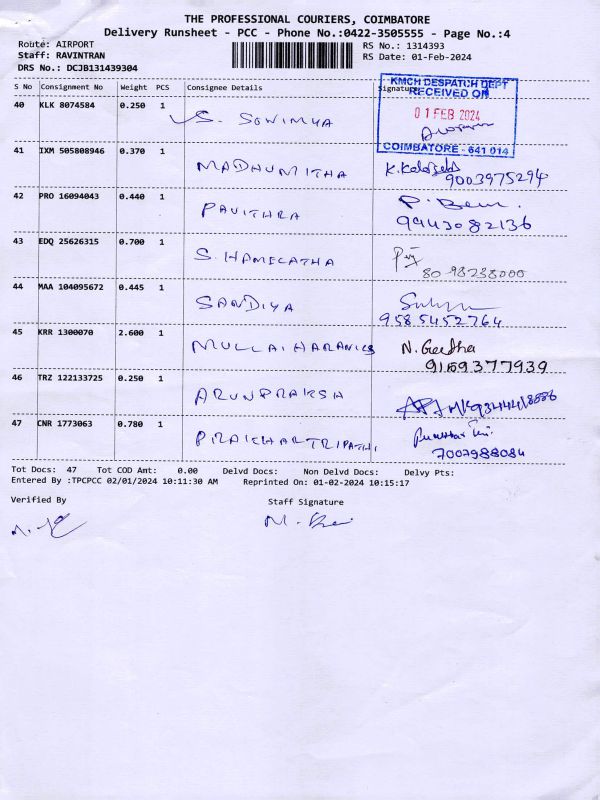 THE PROFESSIONAL COURIERS, COIMBATORE
Delivery Runsheet - PCC - Phone No.:0422-3505555 - Page No.:4
Route: AIRPORT RS No.: 1314393
Staff: RAVINTRAN RS Date: 01-Feb-2024
DRS No.: DCJB131439304
S No Consignment No Weight PCS Consignee Details Signature
KMCH DESPATCH DEPT
RECEIVED ON
01 FEB 2024
COIMBATORE - 641 014
40 KLK 8074584 0.250 1
S. SOWMIYA
41 IXM 505808946 0.370 1
MADHUMITHA
9003975294
42 PRO 16094043 0.440 1
PAVITHRA
9943082136
43 EDQ 25626315 0.700 1
S. HAMELATHA
80-98238000
44 MAA 104095672 0.445 1
SANDIYA
9585452764
45 KRR 1300070 2.600 1
N. Geetha
9159377939
46 TRZ 122133725 0.250 1
ARUNPRAKSH
47 CNR 1773063 0.780 1
PRAKHARTRIPATHI
7007988084
Tot Docs: 47 Tot COD Amt: 0.00 Delvd Docs: Non Delvd Docs: Delvy Pts:
Entered By :TPCPCC 02/01/2024 10:11:30 AM Reprinted On: 01-02-2024 10:15:17
Verified By Staff Signature